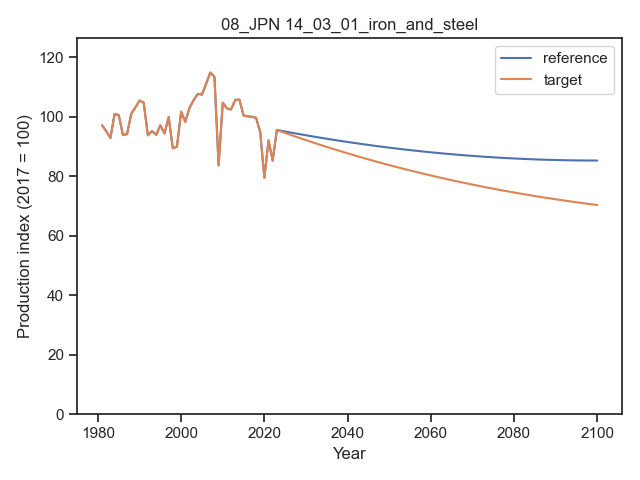 08_JPN 14_03_01_iron_and_steel
reference
target
Production index (2017 = 100)
120
100
80
60
40
20
0
1980
2000
2020
2040
2060
2080
2100
Year